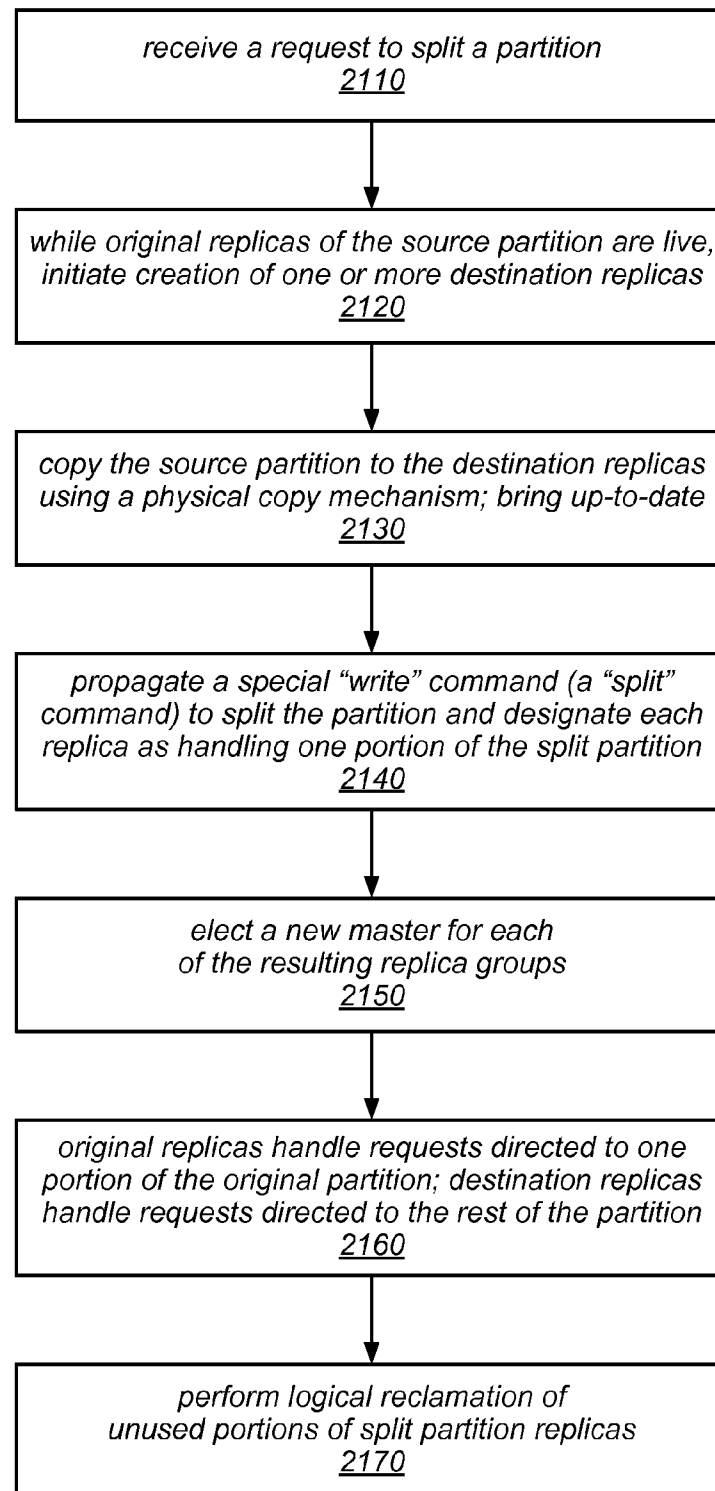 receive a request to split a partition
2110
while original replicas of the source partition are live,
initiate creation of one or more destination replicas
2120
copy the source partition to the destination replicas
using a physical copy mechanism; bring up-to-date
2130
propagate a special “write” command (a “split”
command) to split the partition and designate each
replica as handling one portion of the split partition
2140
elect a new master for each
of the resulting replica groups
2150
original replicas handle requests directed to one
portion of the original partition; destination replicas
handle requests directed to the rest of the partition
2160
perform logical reclamation of
unused portions of split partition replicas
2170